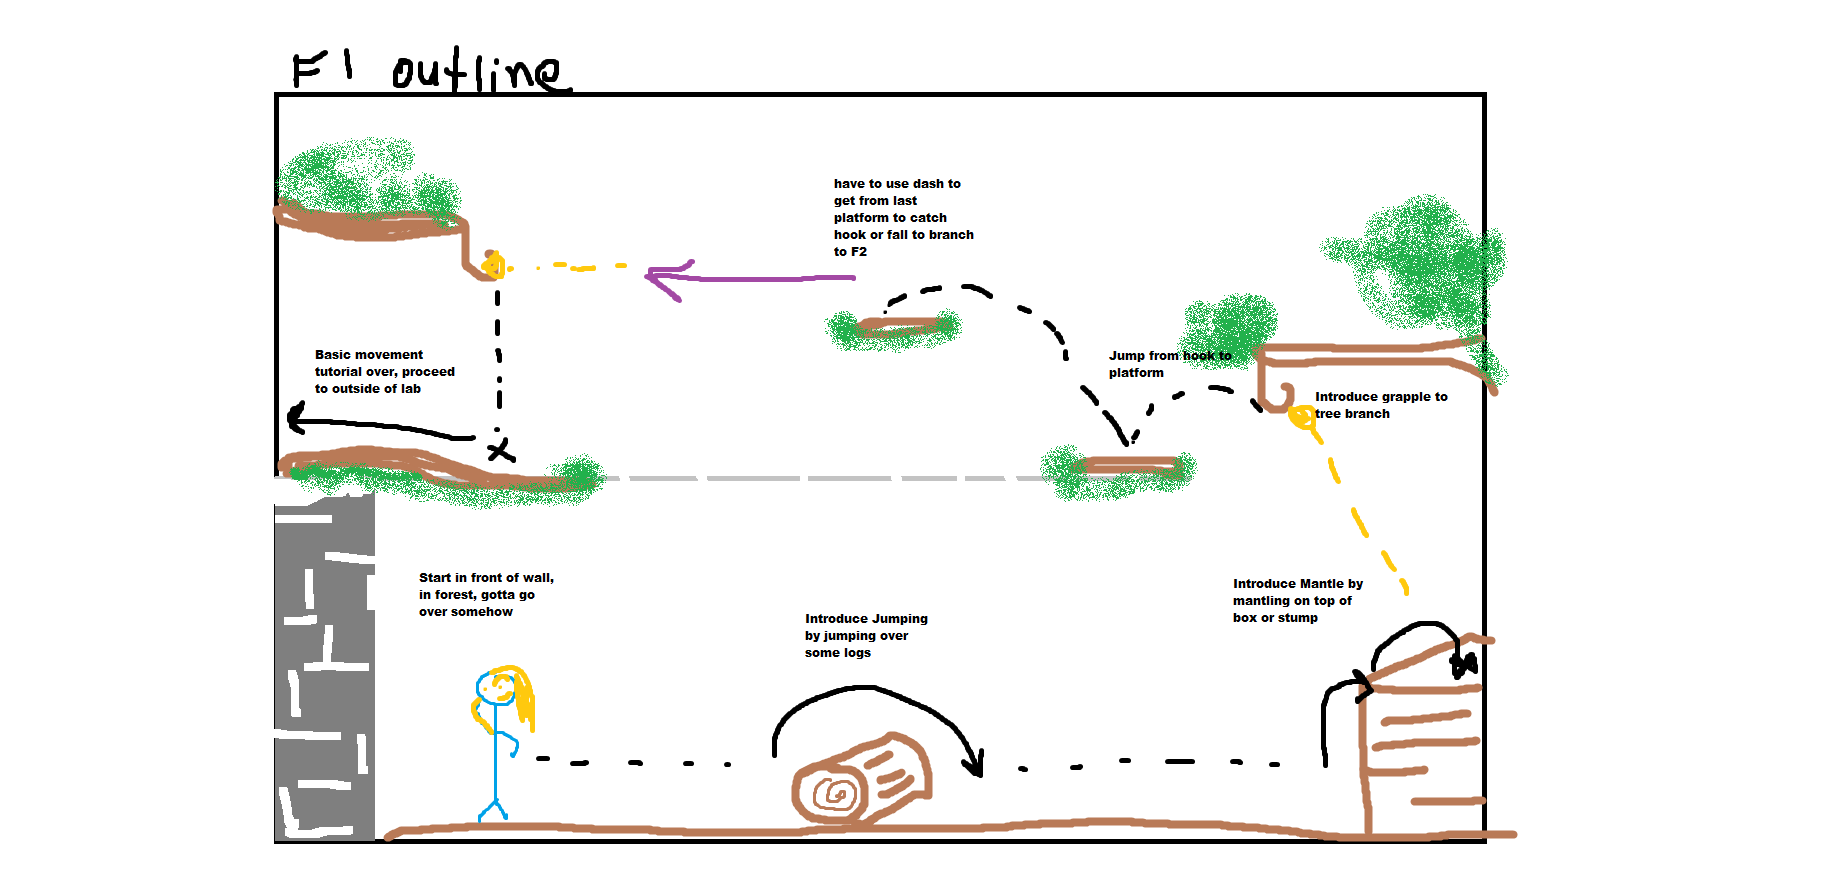 F1 outline
have to use dash to
get from last
platform to catch
hook or fall to branch
to F2
Basic movement
tutorial over, proceed
to outside of lab
Jump from hook to
platform
Introduce grapple to
tree branch
Start in front of wall,
in forest, gotta go
over somehow
Introduce Jumping
by jumping over
some logs
Introduce Mantle by
mantling on top of
box or stump